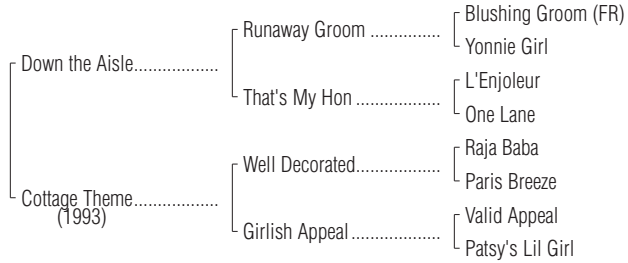 Blushing Groom (FR)
Runaway Groom ...............
Yonnie Girl
Down the Aisle..................
L'Enjoleur
That's My Hon ..................
One Lane
Raja Baba
Well Decorated..................
Paris Breeze
Cottage Theme..................
(1993)
Valid Appeal
Girlish Appeal ..................
Patsy's Lil Girl